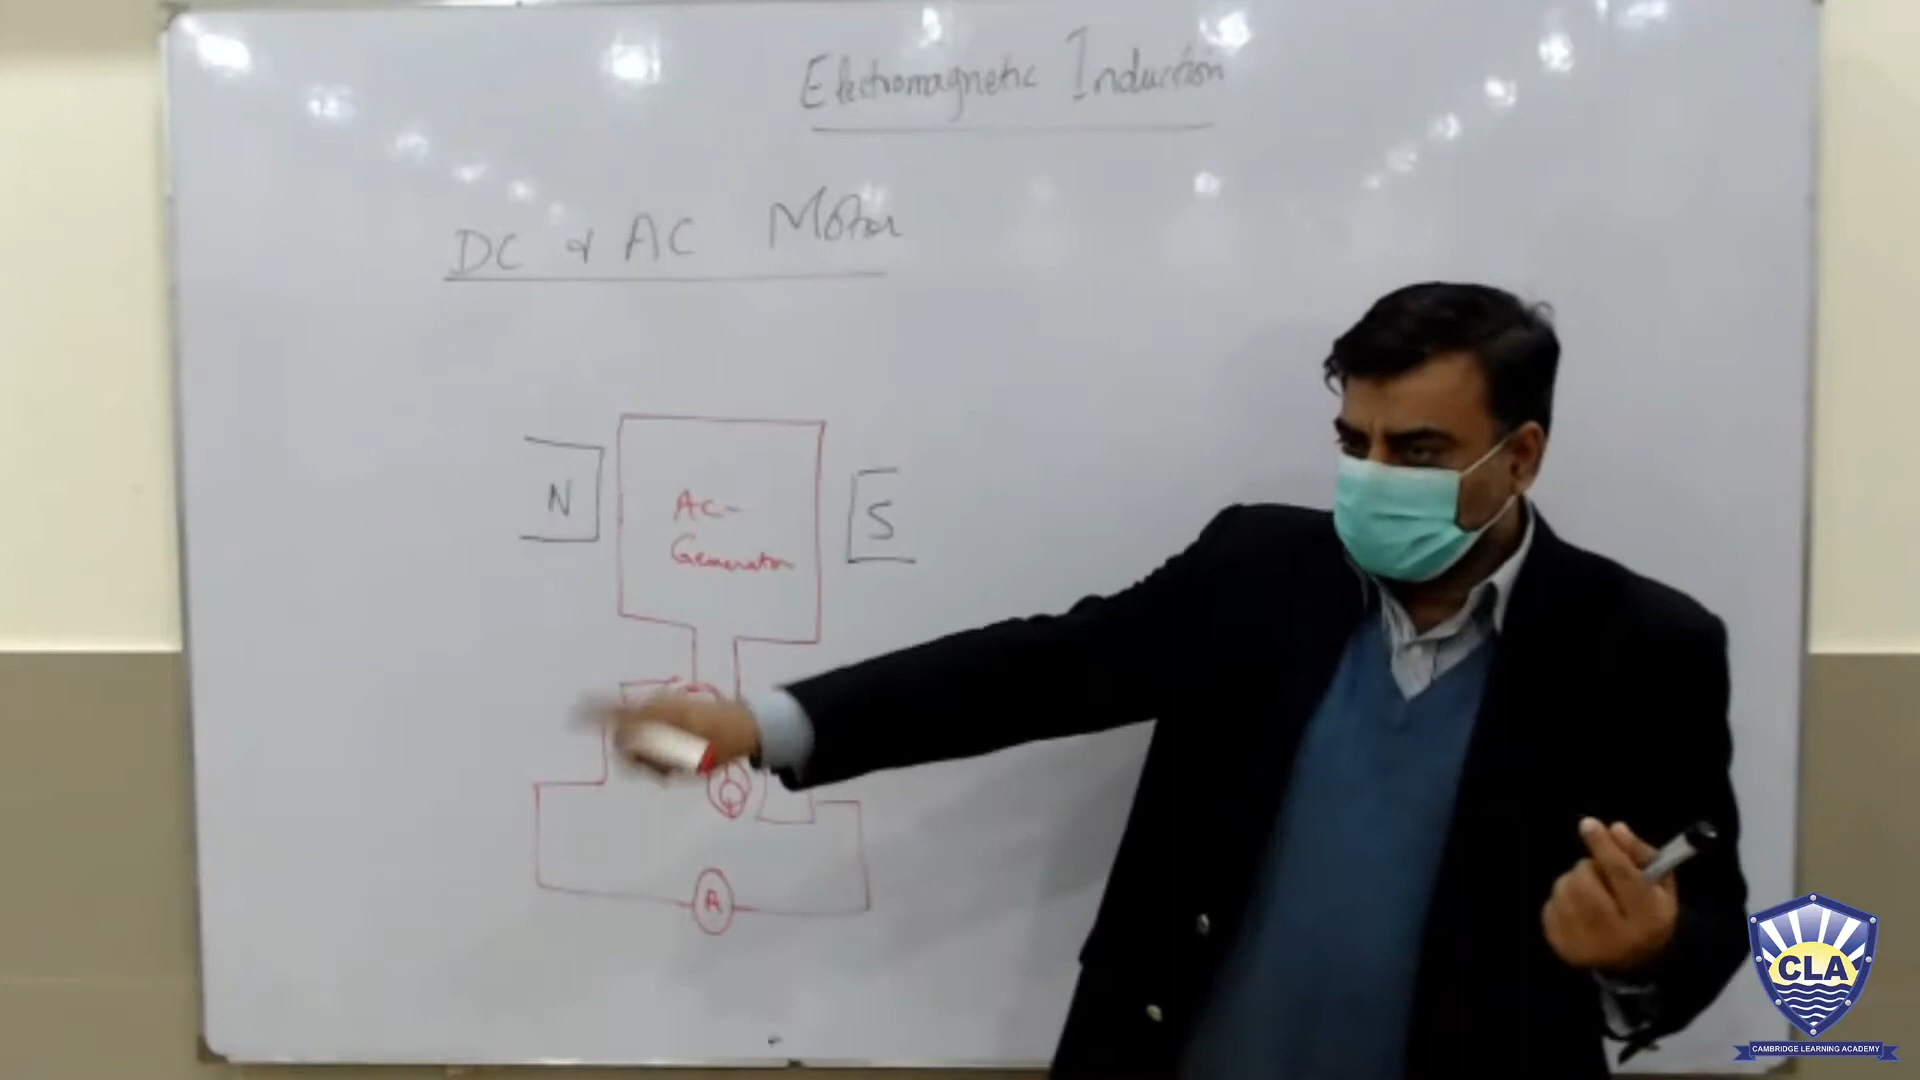 Electromagnetic Induction
DC & AC Motor
N
AC-
Generator
S
A
CLA
CAMBRIDGE LEARNING ACADEMY